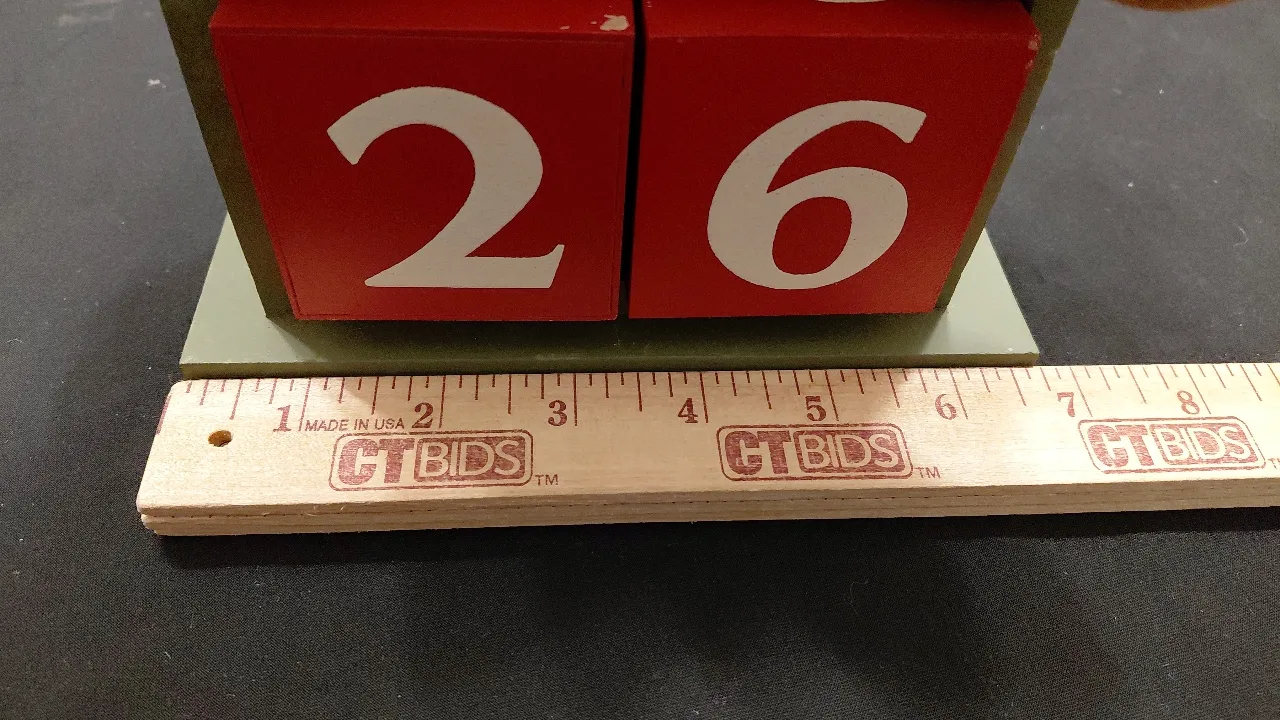 2 6
1 MADE IN USA 2 3 4 5 6 7 8
CTBIDS™ CTBIDS™ CTBIDS